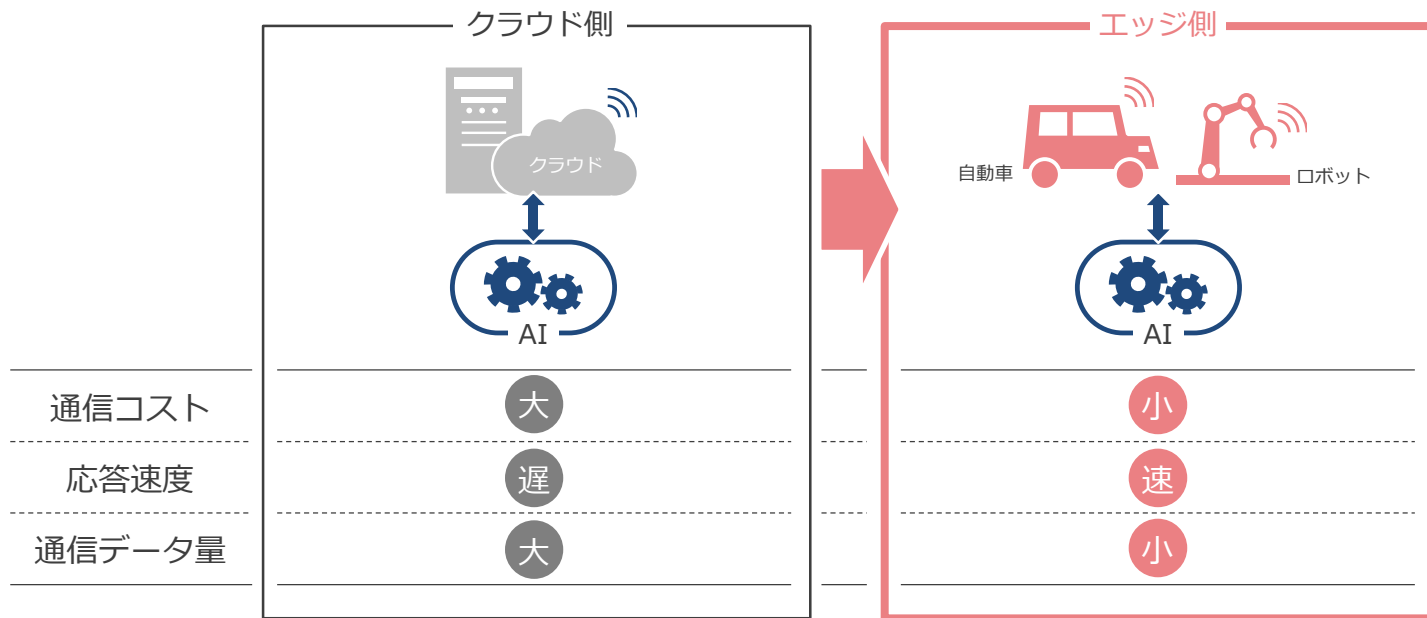 クラウド側
エッジ側
クラウド
自動車
ロボット
AI
AI
通信コスト
大
小
応答速度
遅
速
通信データ量
大
小